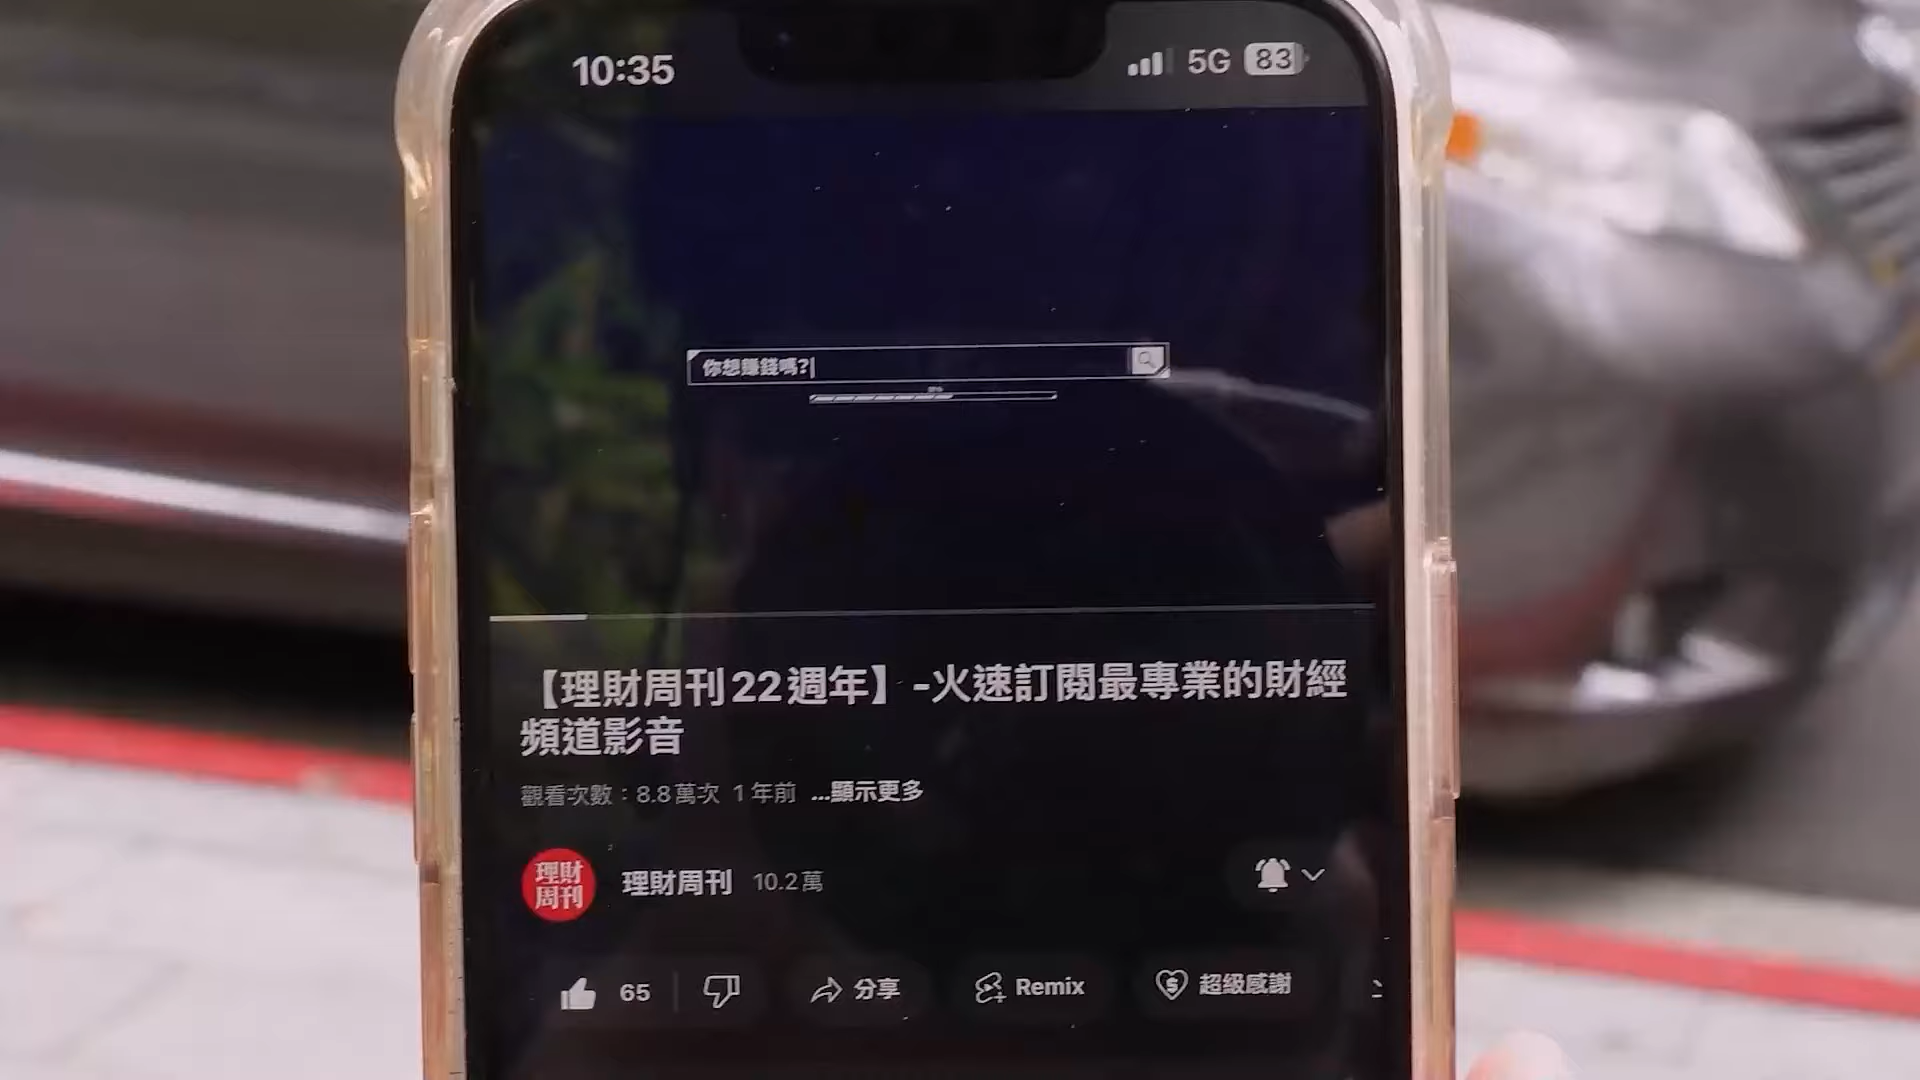 10:35
5G 83
你想賺錢嗎?
【理財周刊22週年】-火速訂閱最專業的財經
頻道影音
觀看次數：8.8萬次 1年前 ...顯示更多
理財
周刊
理財周刊 10.2萬
65 分享 Remix 超級感謝